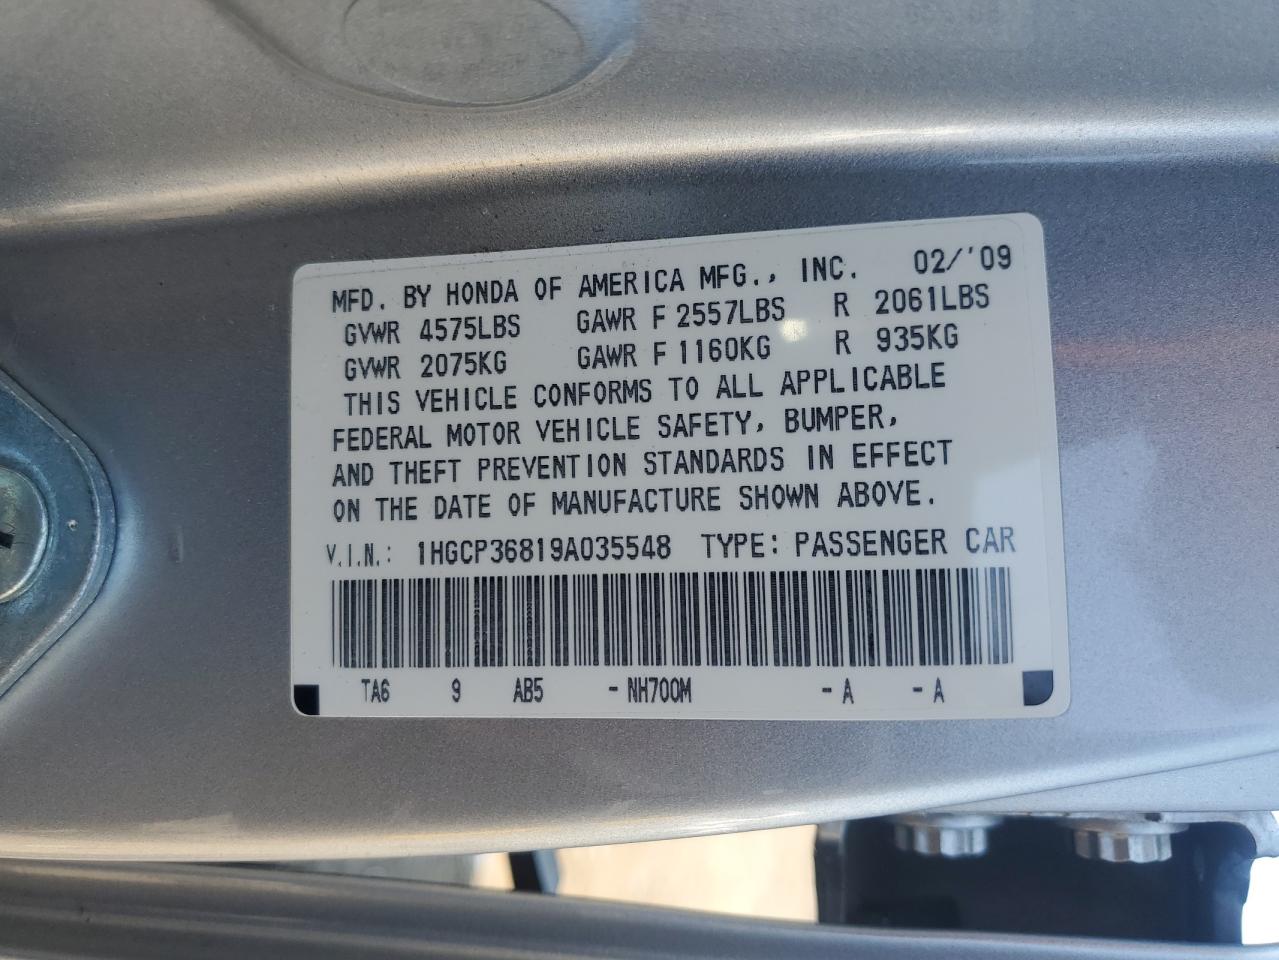 MFD. BY HONDA OF AMERICA MFG., INC. 02/'09
GVWR 4575LBS GAWR F 2557LBS R 2061LBS
GVWR 2075KG GAWR F 1160KG R 935KG
THIS VEHICLE CONFORMS TO ALL APPLICABLE
FEDERAL MOTOR VEHICLE SAFETY, BUMPER,
AND THEFT PREVENTION STANDARDS IN EFFECT
ON THE DATE OF MANUFACTURE SHOWN ABOVE.
V.I.N.: 1HGCP36819A035548 TYPE: PASSENGER CAR
TA6 9 AB5 - NH700M - A - A